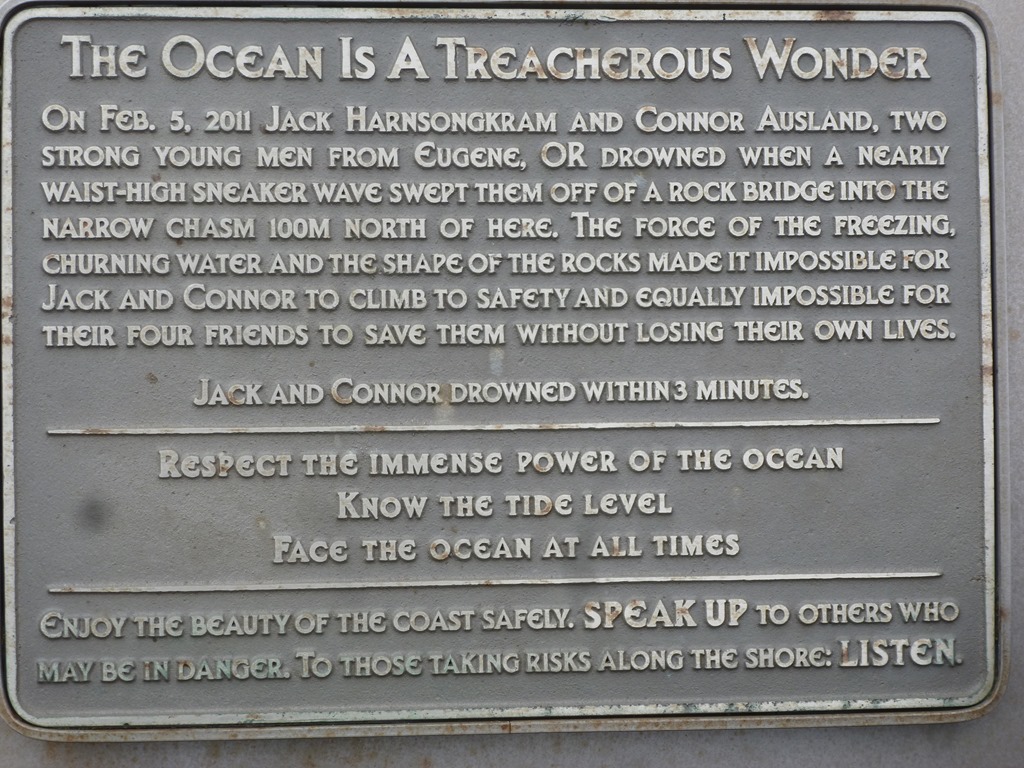 The Ocean Is A Treacherous Wonder
On Feb. 5, 2011 Jack Harnsongkram and Connor Ausland, two
strong young men from Eugene, OR drowned when a nearly
waist-high sneaker wave swept them off of a rock bridge into the
narrow chasm 100m north of here. The force of the freezing,
churning water and the shape of the rocks made it impossible for
Jack and Connor to climb to safety and equally impossible for
their four friends to save them without losing their own lives.
Jack and Connor drowned within 3 minutes.
Respect the immense power of the ocean
Know the tide level
Face the ocean at all times
Enjoy the beauty of the coast safely. SPEAK UP to others who
may be in danger. To those taking risks along the shore: LISTEN.